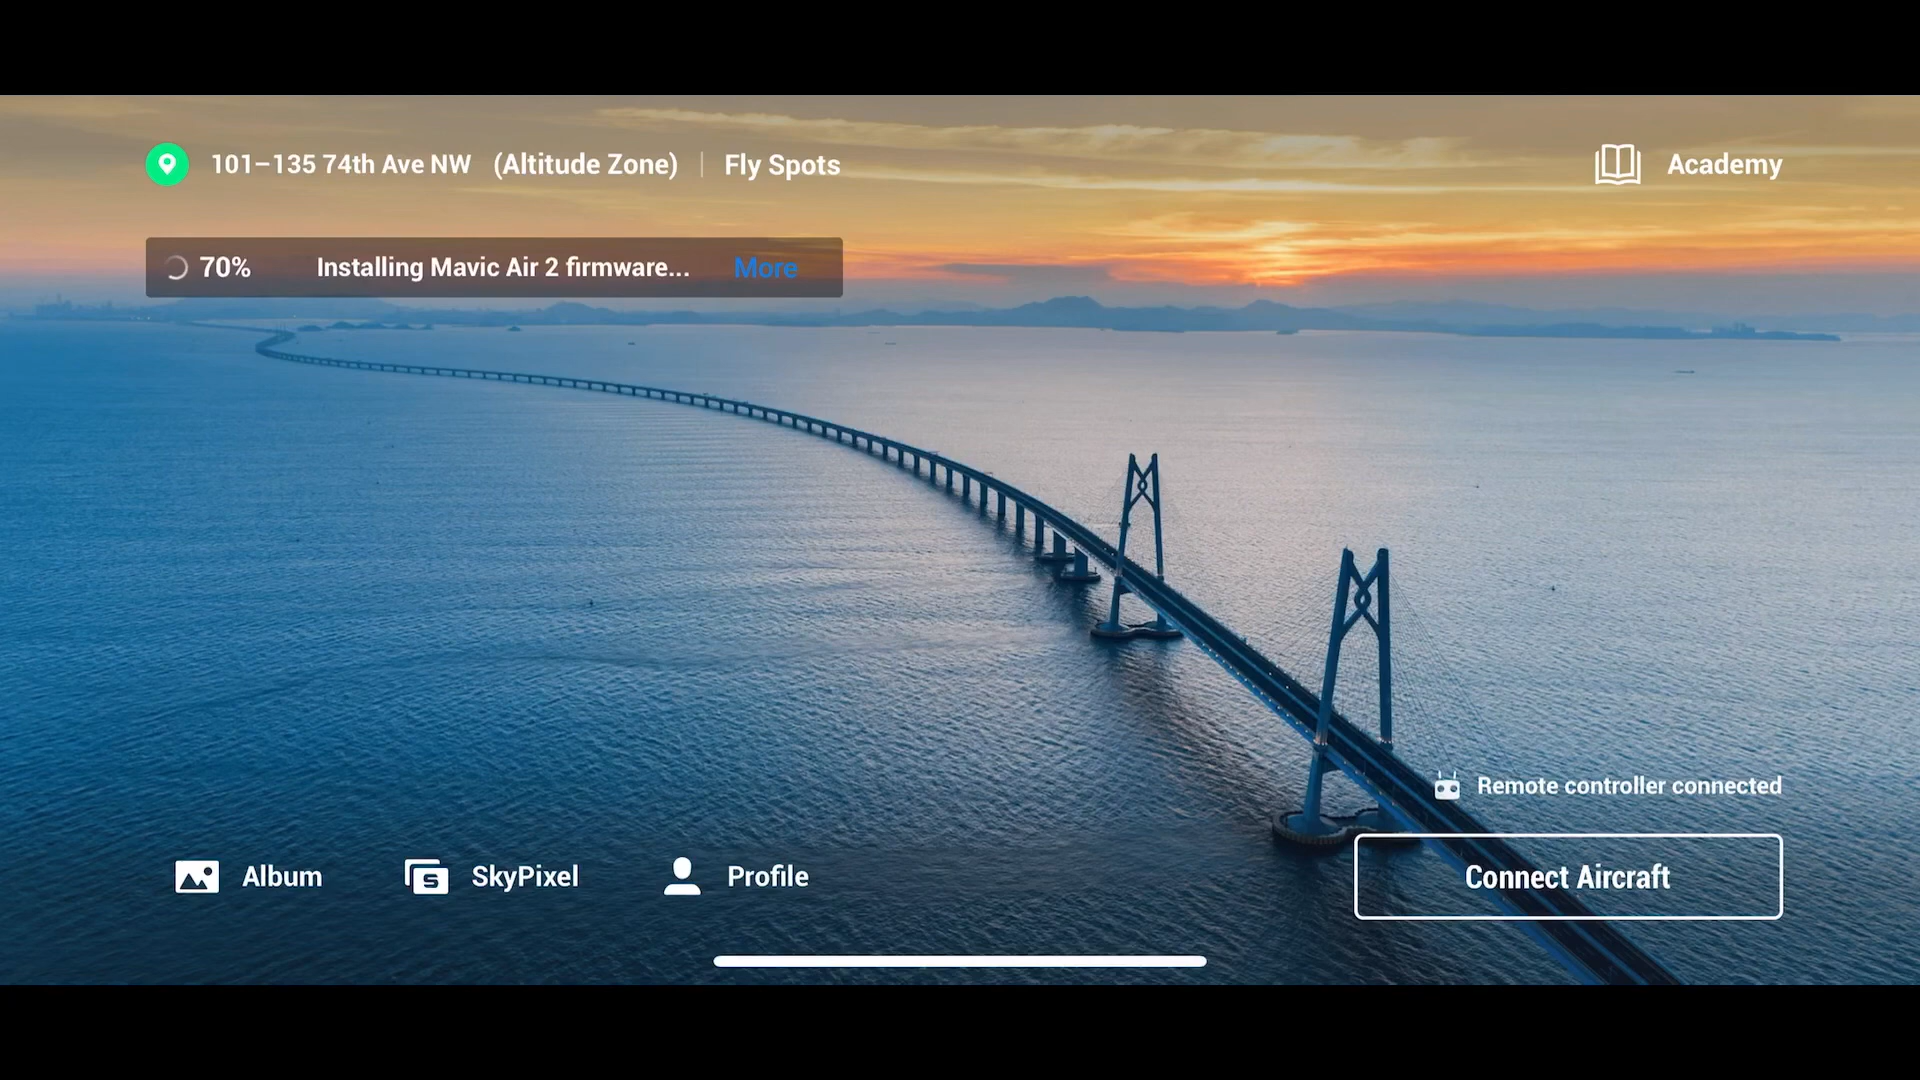 101–135 74th Ave NW (Altitude Zone) | Fly Spots
Academy
70% Installing Mavic Air 2 firmware... More
Remote controller connected
Album
SkyPixel
Profile
Connect Aircraft